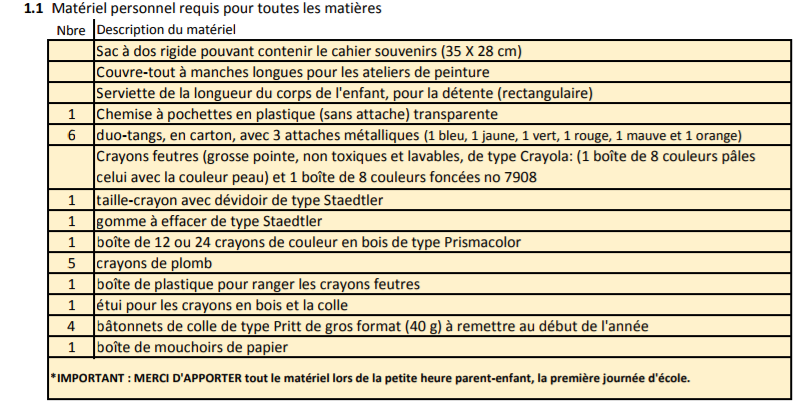 1.1 Matériel personnel requis pour toutes les matières
Nbre Description du matériel
Sac à dos rigide pouvant contenir le cahier souvenirs (35 X 28 cm)
Couvre-tout à manches longues pour les ateliers de peinture
Serviette de la longueur du corps de l'enfant, pour la détente (rectangulaire)
1 Chemise à pochettes en plastique (sans attache) transparente
6 duo-tangs, en carton, avec 3 attaches métalliques (1 bleu, 1 jaune, 1 vert, 1 rouge, 1 mauve et 1 orange)
Crayons feutres (grosse pointe, non toxiques et lavables, de type Crayola: (1 boîte de 8 couleurs pâles
celui avec la couleur peau) et 1 boîte de 8 couleurs foncées no 7908
1 taille-crayon avec dévidoir de type Staedtler
1 gomme à effacer de type Staedtler
1 boîte de 12 ou 24 crayons de couleur en bois de type Prismacolor
5 crayons de plomb
1 boîte de plastique pour ranger les crayons feutres
1 étui pour les crayons en bois et la colle
4 bâtonnets de colle de type Pritt de gros format (40 g) à remettre au début de l'année
1 boîte de mouchoirs de papier
*IMPORTANT : MERCI D'APPORTER tout le matériel lors de la petite heure parent-enfant, la première journée d'école.